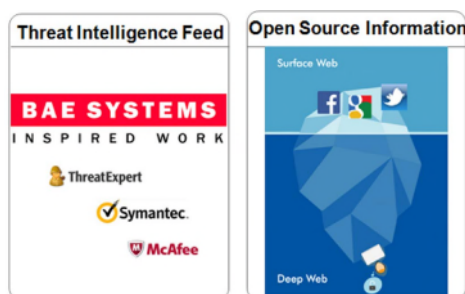 Threat Intelligence Feed
BAE SYSTEMS
INSPIRED WORK
ThreatExpert
Symantec.
McAfee
Open Source Information
Surface Web
Deep Web